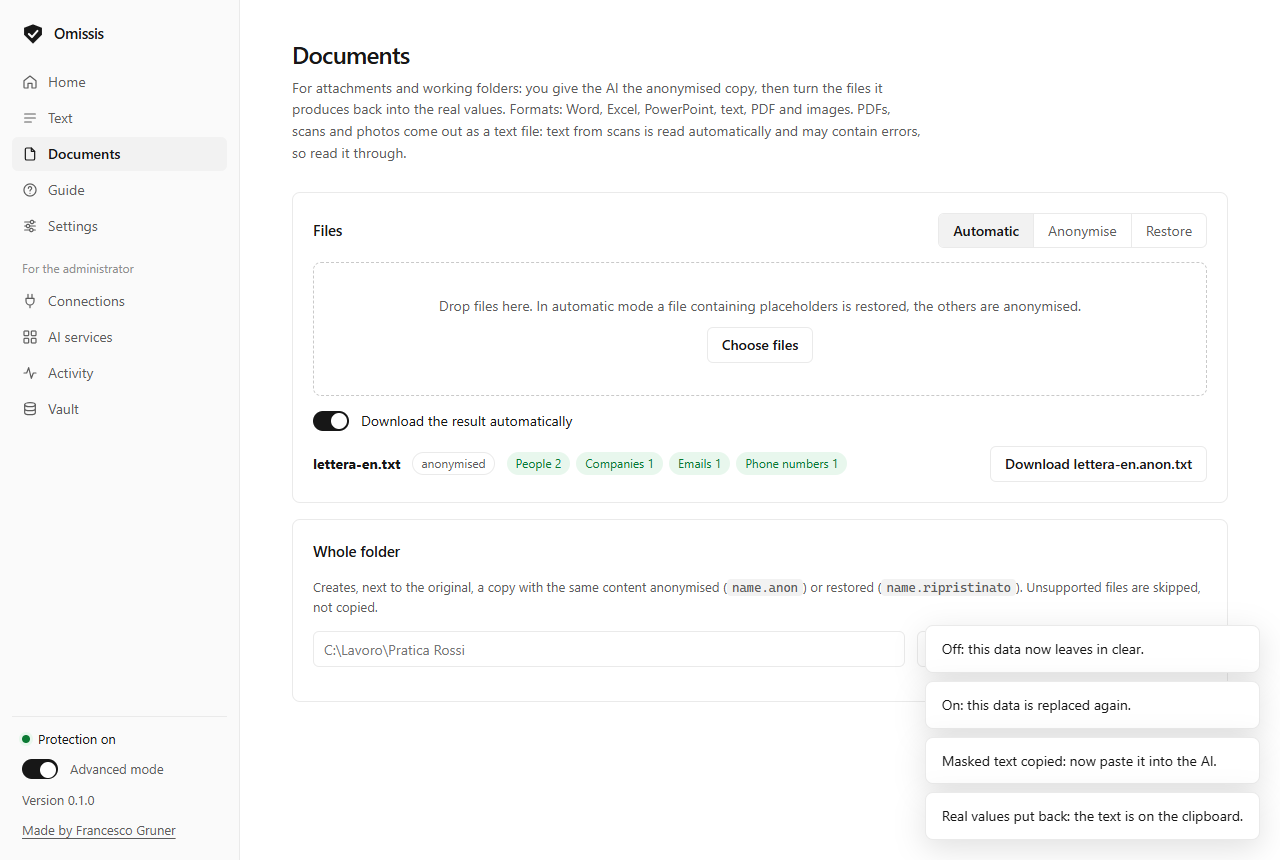 Omissis
Home
Text
Documents
Guide
Settings
For the administrator
Connections
AI services
Activity
Vault
Protection on
Advanced mode
Version 0.1.0
Made by Francesco Gruner
Documents
For attachments and working folders: you give the AI the anonymised copy, then turn the files it
produces back into the real values. Formats: Word, Excel, PowerPoint, text, PDF and images. PDFs,
scans and photos come out as a text file: text from scans is read automatically and may contain errors,
so read it through.
Files
Automatic Anonymise Restore
Drop files here. In automatic mode a file containing placeholders is restored, the others are anonymised.
Choose files
Download the result automatically
lettera-en.txt anonymised People 2 Companies 1 Emails 1 Phone numbers 1 Download lettera-en.anon.txt
Whole folder
Creates, next to the original, a copy with the same content anonymised (name.anon) or restored (name.ripristinato). Unsupported files are skipped,
not copied.
C:\Lavoro\Pratica Rossi
Off: this data now leaves in clear.
On: this data is replaced again.
Masked text copied: now paste it into the AI.
Real values put back: the text is on the clipboard.